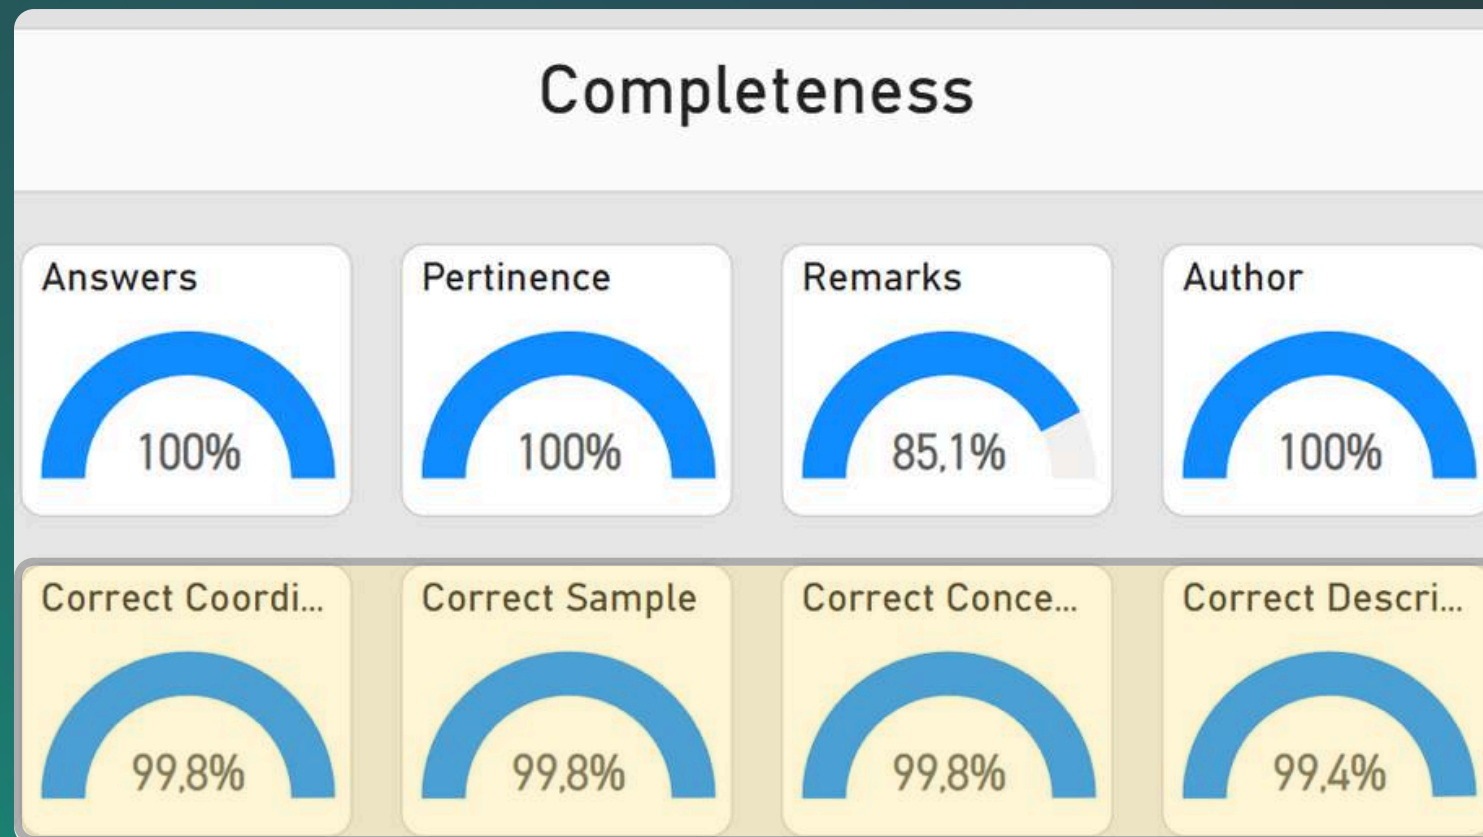 Completeness
Answers
Pertinence
Remarks
Author
100%
100%
85,1%
100%
Correct Coordi...
Correct Sample
Correct Conce...
Correct Descri...
99,8%
99,8%
99,8%
99,4%